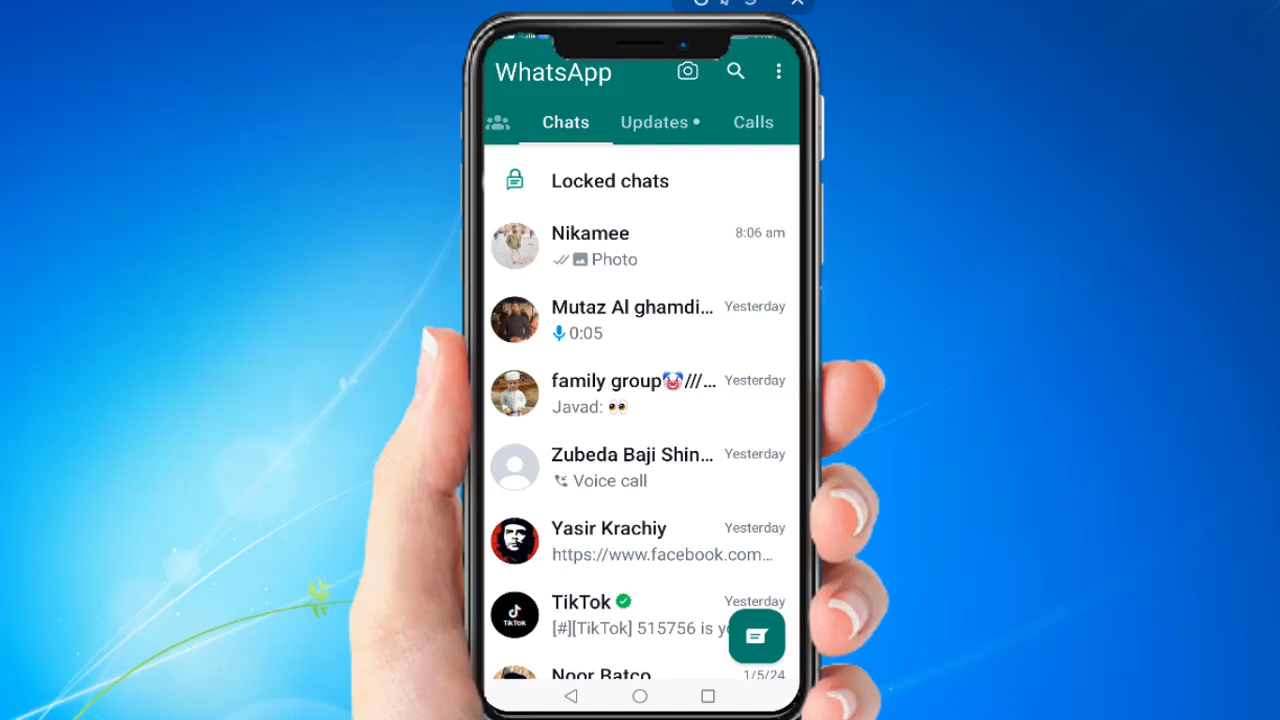 WhatsApp
Chats Updates Calls
Locked chats
Nikamee 8:06 am
Photo
Mutaz Al ghamdi... Yesterday
0:05
family group🤡///... Yesterday
Javad: 👀
Zubeda Baji Shin... Yesterday
Voice call
Yasir Krachiy Yesterday
https://www.facebook.com...
TikTok Yesterday
TikTok
[#][TikTok] 515756 is
Noor Batco 1/5/24